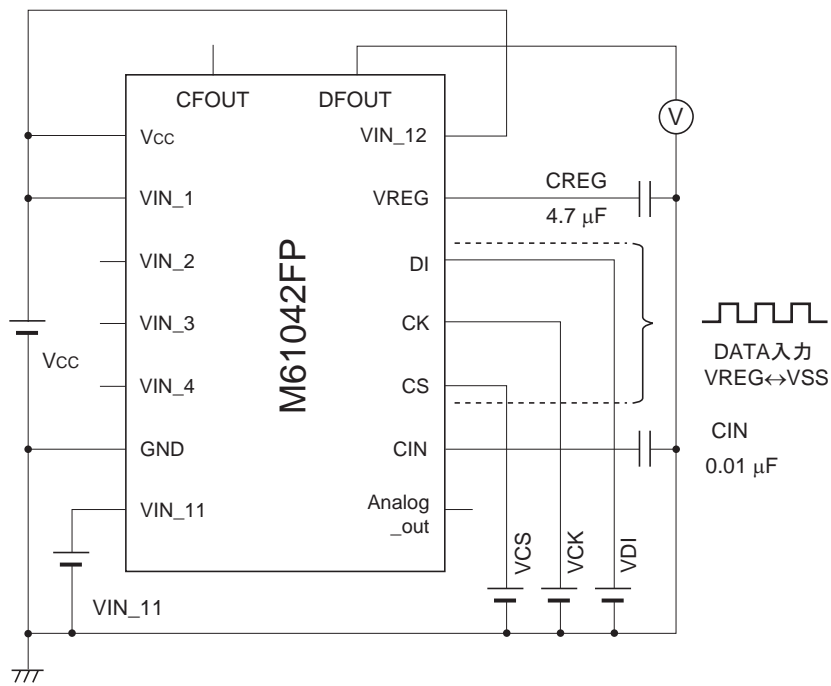 CFOUT
DFOUT
Vcc
VIN_12
V
VIN_1
VREG
CREG
4.7 μF
VIN_2
DI
VIN_3
CK
M61042FP
DATA入力
VREG↔VSS
Vcc
VIN_4
CS
GND
CIN
CIN
0.01 μF
VIN_11
Analog
_out
VCS
VCK
VDI
VIN_11